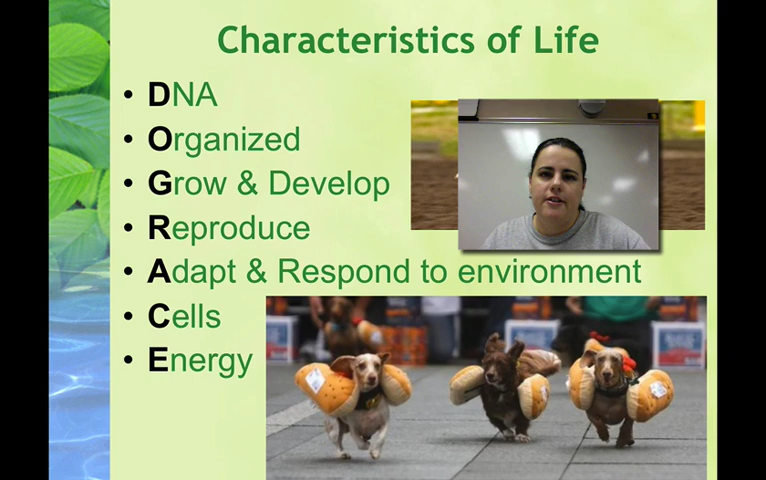 Characteristics of Life
• DNA
• Organized
• Grow & Develop
• Reproduce
• Adapt & Respond to environment
• Cells
• Energy